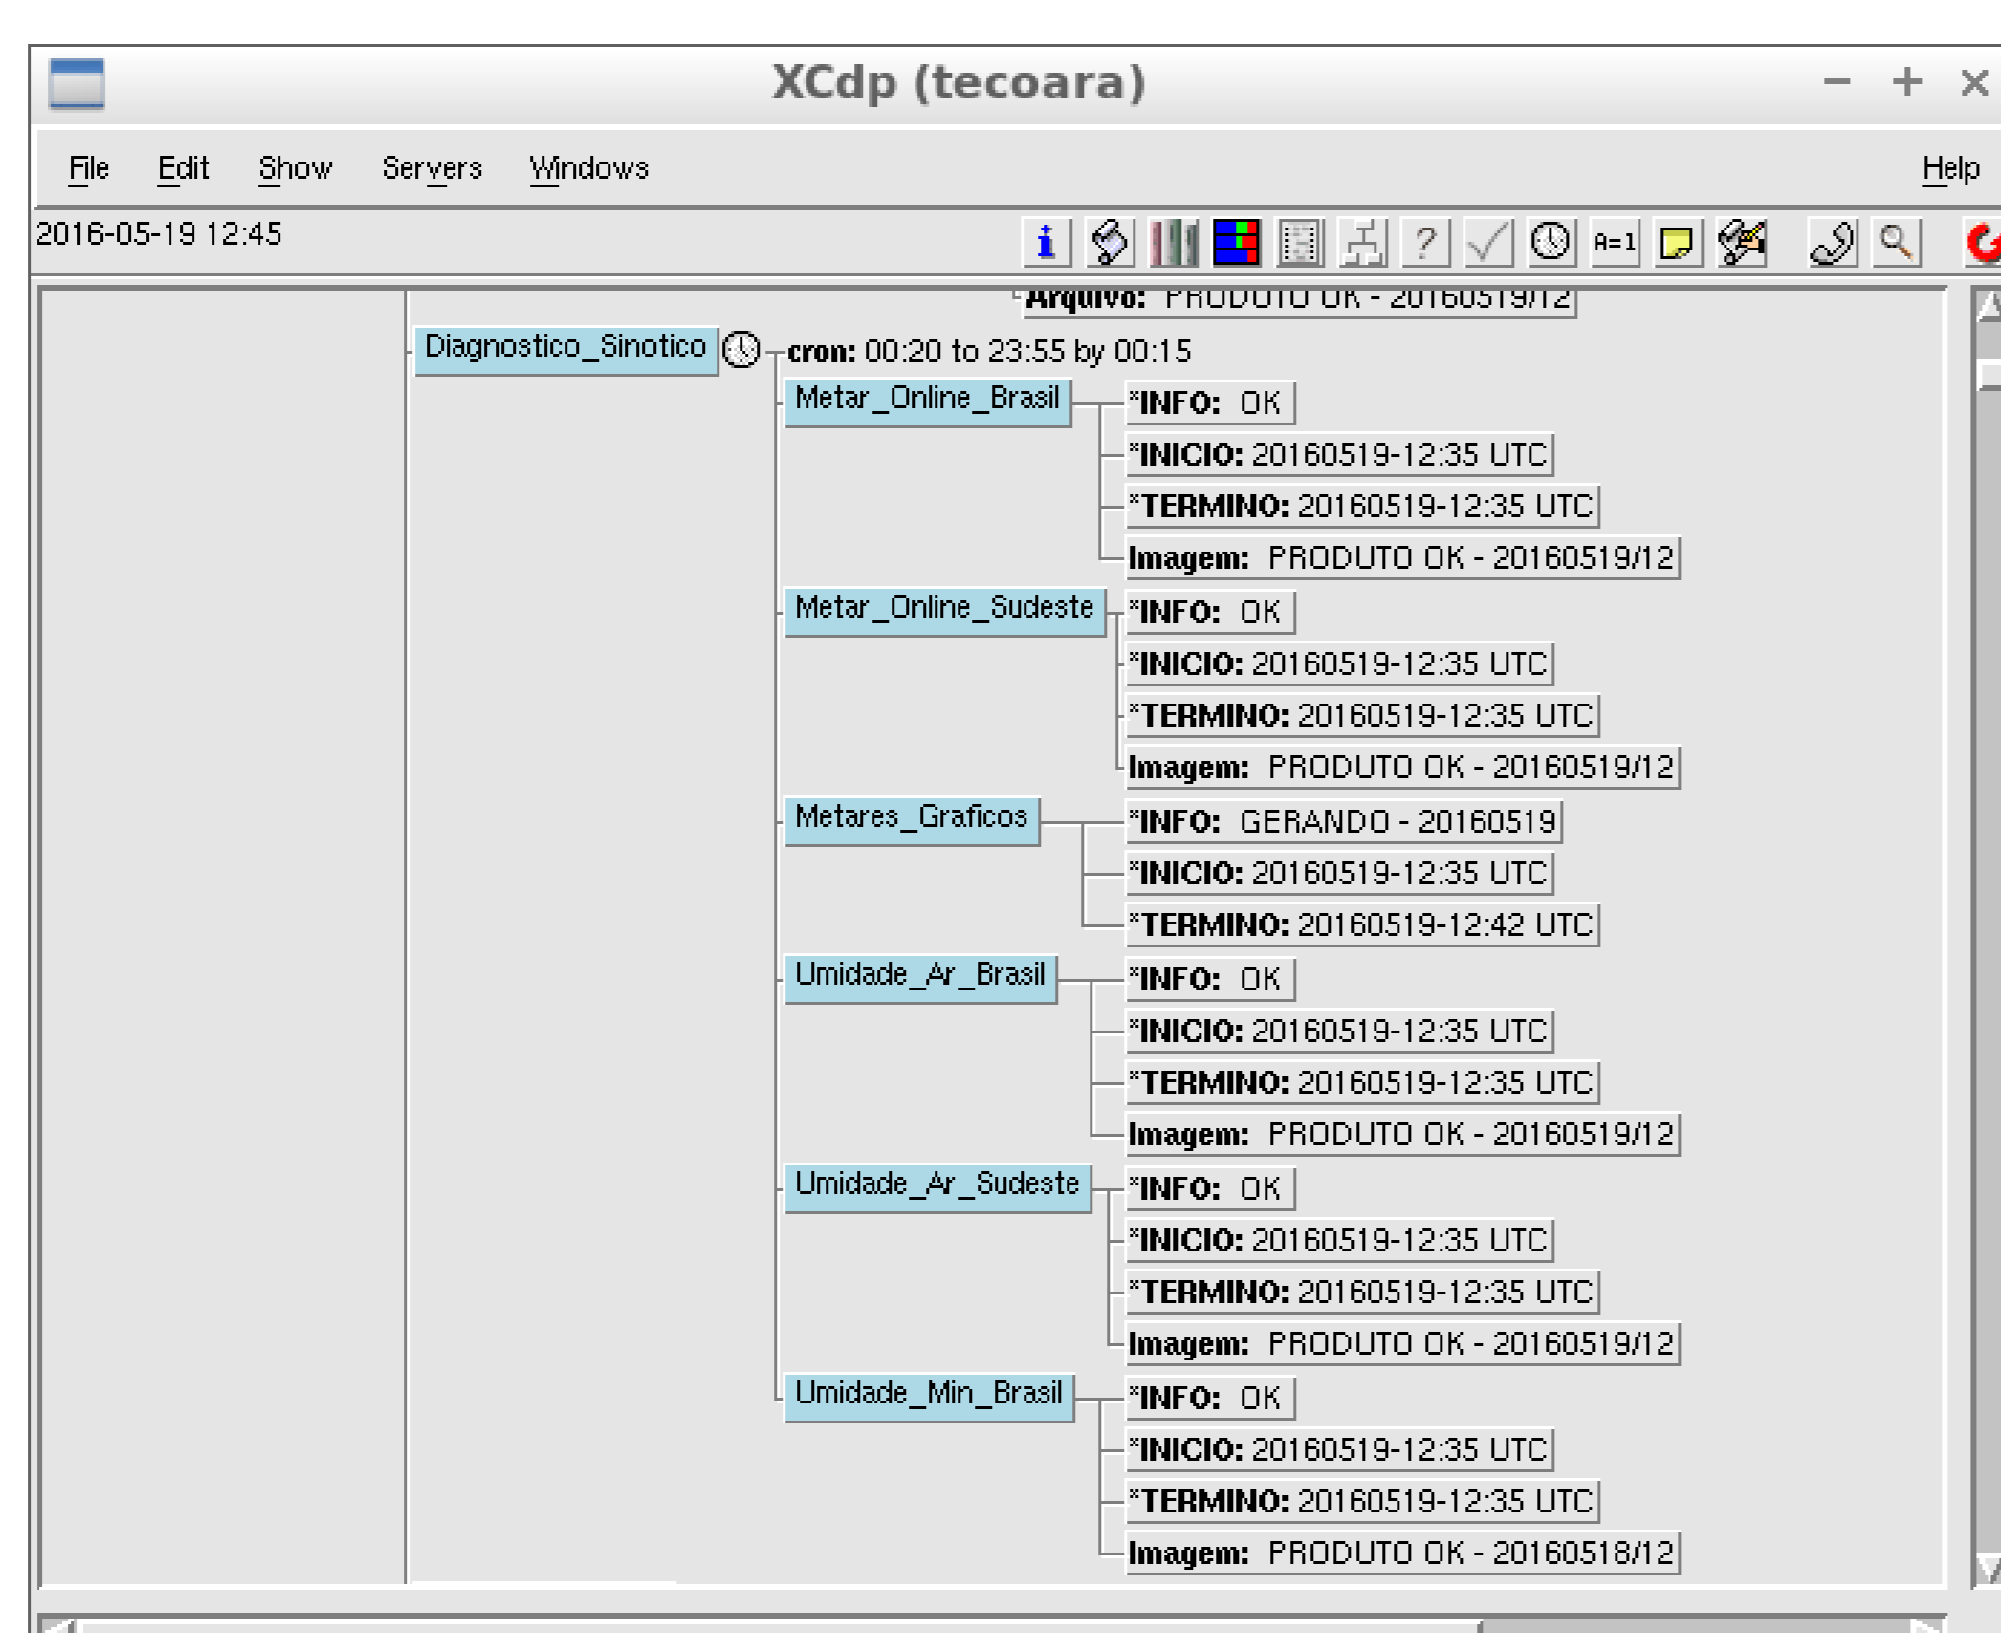 XCdp (tecoara)
File Edit Show Servers Windows Help
2016-05-19 12:45
i ? A=1
Arquivo: PRODUTO OK - 20160519/12
Diagnostico_Sinotico cron: 00:20 to 23:55 by 00:15
Metar_Online_Brasil *INFO: OK
*INICIO: 20160519-12:35 UTC
*TERMINO: 20160519-12:35 UTC
Imagem: PRODUTO OK - 20160519/12
Metar_Online_Sudeste *INFO: OK
*INICIO: 20160519-12:35 UTC
*TERMINO: 20160519-12:35 UTC
Imagem: PRODUTO OK - 20160519/12
Metares_Graficos *INFO: GERANDO - 20160519
*INICIO: 20160519-12:35 UTC
*TERMINO: 20160519-12:42 UTC
Umidade_Ar_Brasil *INFO: OK
*INICIO: 20160519-12:35 UTC
*TERMINO: 20160519-12:35 UTC
Imagem: PRODUTO OK - 20160519/12
Umidade_Ar_Sudeste *INFO: OK
*INICIO: 20160519-12:35 UTC
*TERMINO: 20160519-12:35 UTC
Imagem: PRODUTO OK - 20160519/12
Umidade_Min_Brasil *INFO: OK
*INICIO: 20160519-12:35 UTC
*TERMINO: 20160519-12:35 UTC
Imagem: PRODUTO OK - 20160518/12